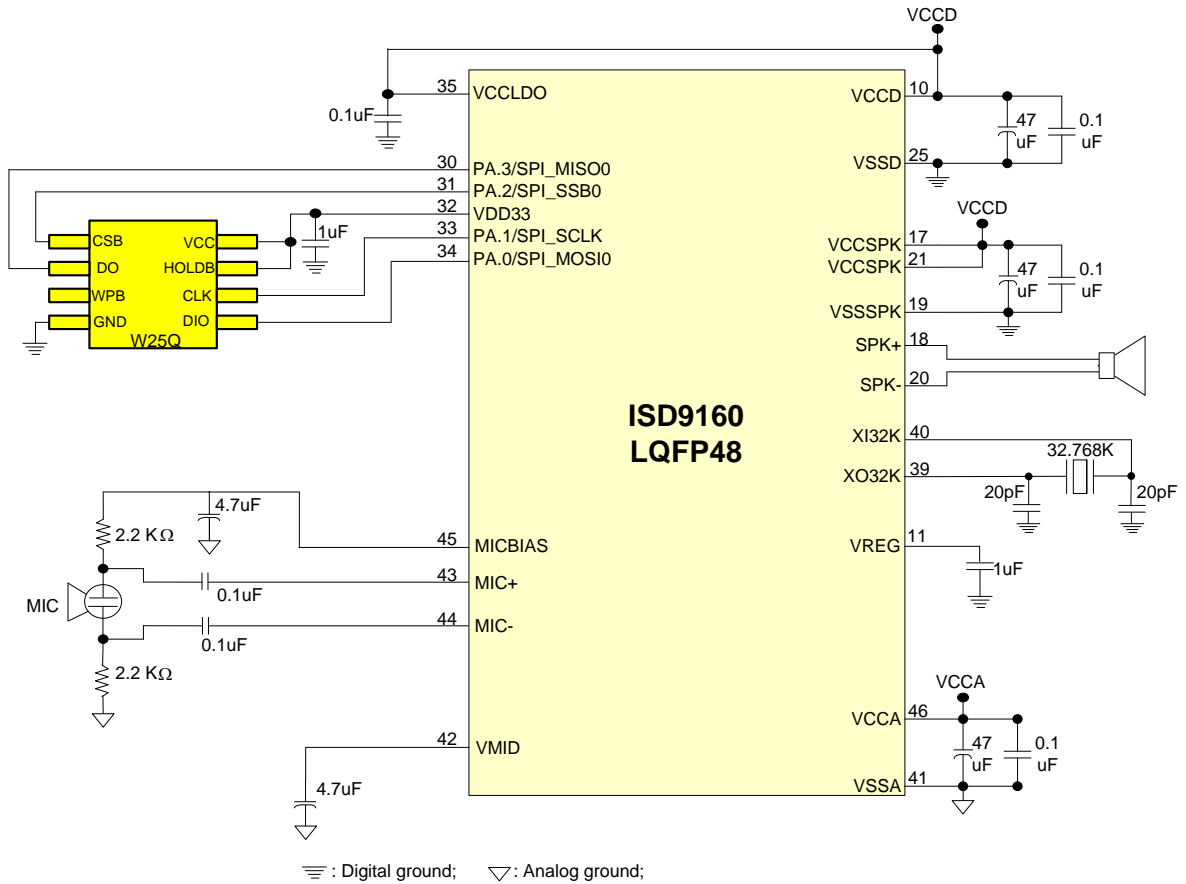 VCCD
35 VCCLDO
0.1uF
VCCD 10
47 uF
0.1 uF
VSSD 25
30 PA.3/SPI_MISO0
31 PA.2/SPI_SSB0
32 VDD33
1uF
33 PA.1/SPI_SCLK
34 PA.0/SPI_MOSI0
CSB VCC
DO HOLDB
WPB CLK
GND DIO
W25Q
VCCD
VCCSPK 17
VCCSPK 21
47 uF
0.1 uF
VSSSPK 19
SPK+ 18
SPK- 20
ISD9160
LQFP48
XI32K 40
32.768K
XO32K 39
20pF
20pF
VREG 11
1uF
4.7uF
2.2 KΩ
45 MICBIAS
43 MIC+
0.1uF
MIC
44 MIC-
0.1uF
2.2 KΩ
42 VMID
4.7uF
VCCA
VCCA 46
47 uF
0.1 uF
VSSA 41
: Digital ground; : Analog ground;